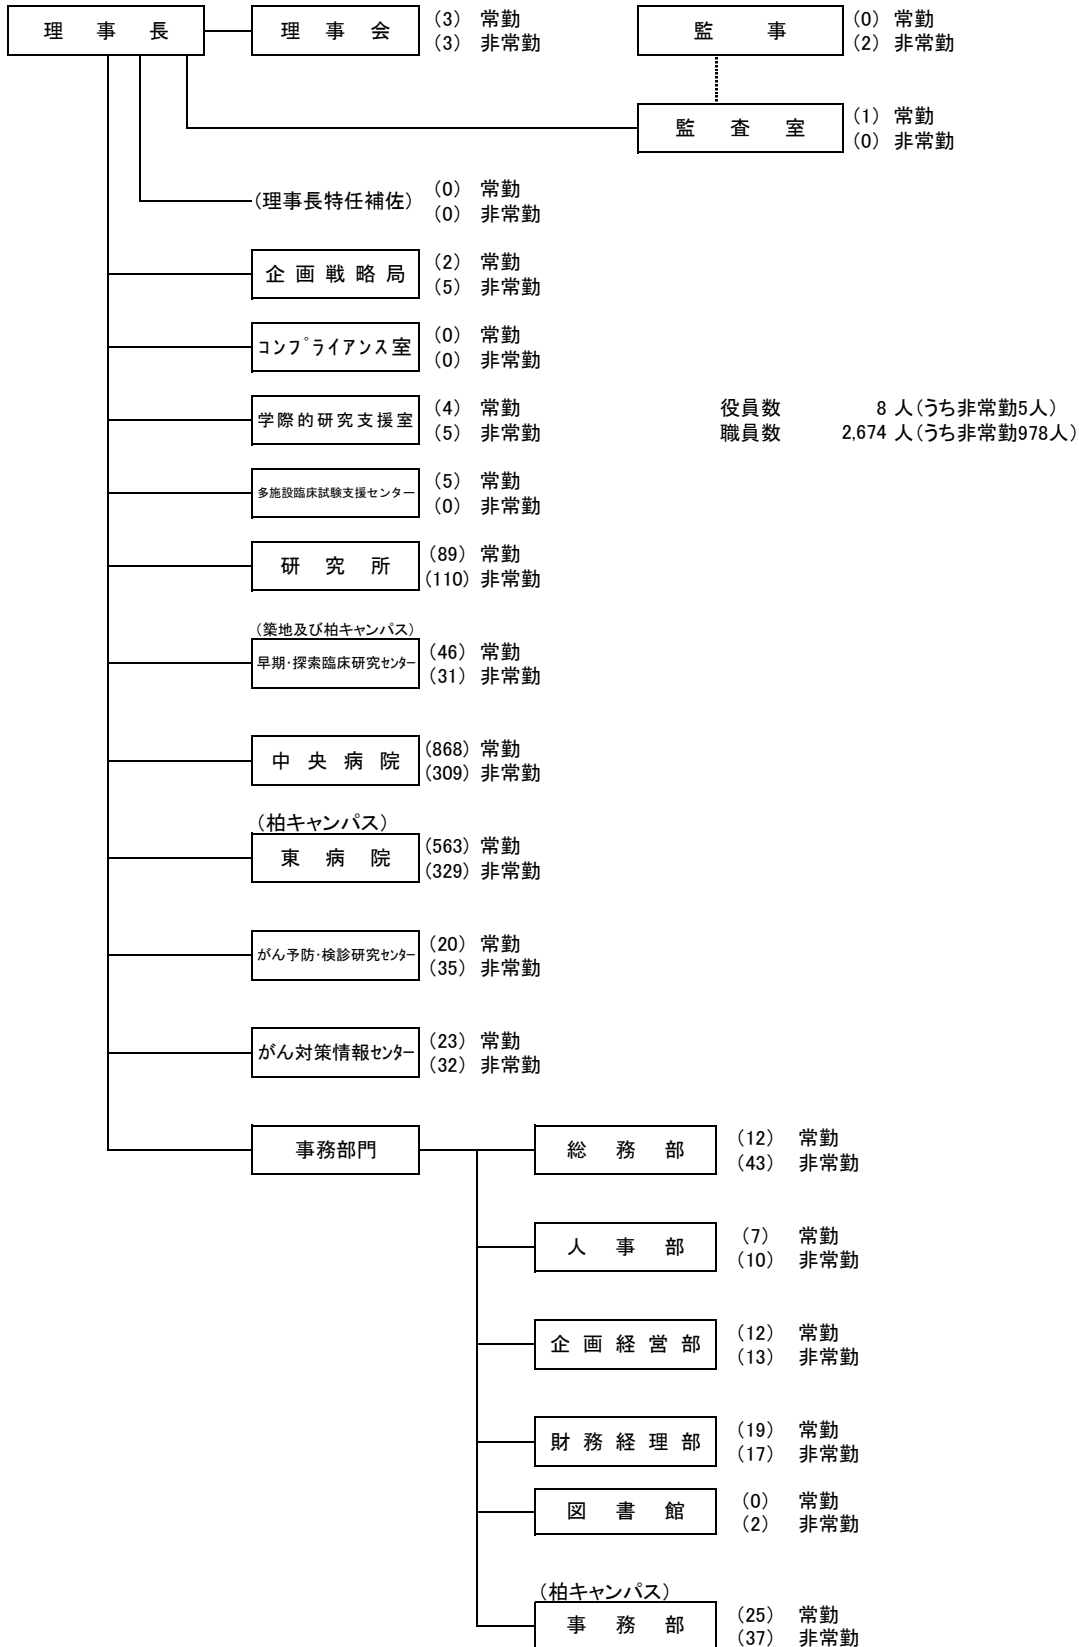 理事長
理事会
(3) 常勤
(3) 非常勤
監事
(0) 常勤
(2) 非常勤
監査室
(1) 常勤
(0) 非常勤
(理事長特任補佐)
(0) 常勤
(0) 非常勤
企画戦略局
(2) 常勤
(5) 非常勤
コンプライアンス室
(0) 常勤
(0) 非常勤
学際的研究支援室
(4) 常勤
(5) 非常勤
役員数 8 人(うち非常勤5人)
職員数 2,674 人(うち非常勤978人)
多施設臨床試験支援センター
(5) 常勤
(0) 非常勤
研究所
(89) 常勤
(110) 非常勤
(築地及び柏キャンパス)
早期・探索臨床研究センター
(46) 常勤
(31) 非常勤
中央病院
(868) 常勤
(309) 非常勤
(柏キャンパス)
東病院
(563) 常勤
(329) 非常勤
がん予防・検診研究センター
(20) 常勤
(35) 非常勤
がん対策情報センター
(23) 常勤
(32) 非常勤
事務部門
総務部
(12) 常勤
(43) 非常勤
人事部
(7) 常勤
(10) 非常勤
企画経営部
(12) 常勤
(13) 非常勤
財務経理部
(19) 常勤
(17) 非常勤
図書館
(0) 常勤
(2) 非常勤
(柏キャンパス)
事務部
(25) 常勤
(37) 非常勤